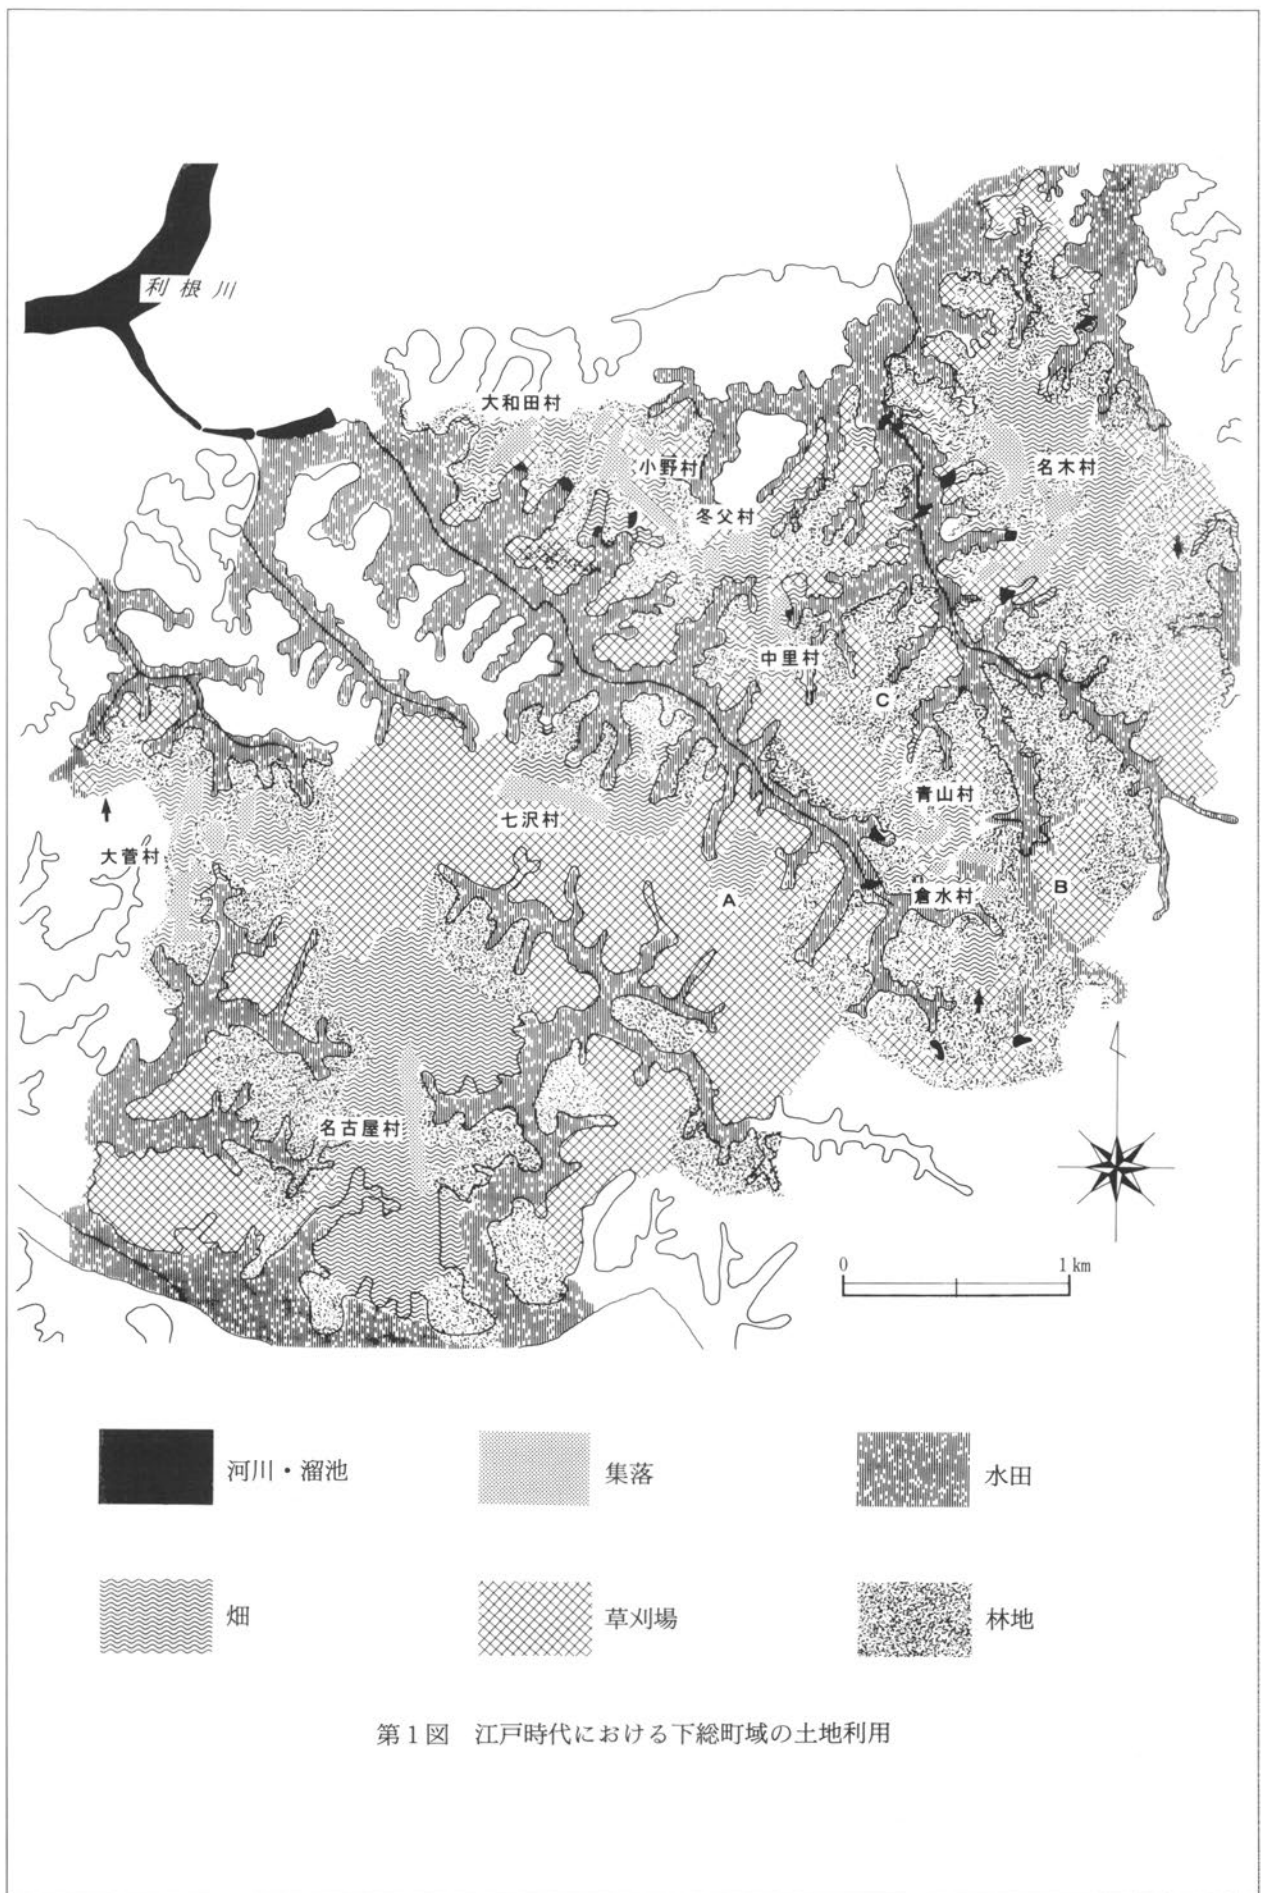 利根川
大和田村
小野村
名木村
冬父村
中里村
C
青山村
七沢村
大菅村
A
倉水村
B
名古屋村
0 1km
河川・溜池
集落
水田
畑
草刈場
林地
第1図 江戸時代における下総町域の土地利用